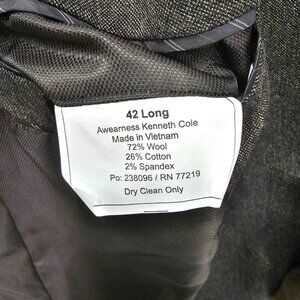 42 Long
Awearness Kenneth Cole
Made in Vietnam
72% Wool
26% Cotton
2% Spandex
Po: 238096 / RN 77219
Dry Clean Only